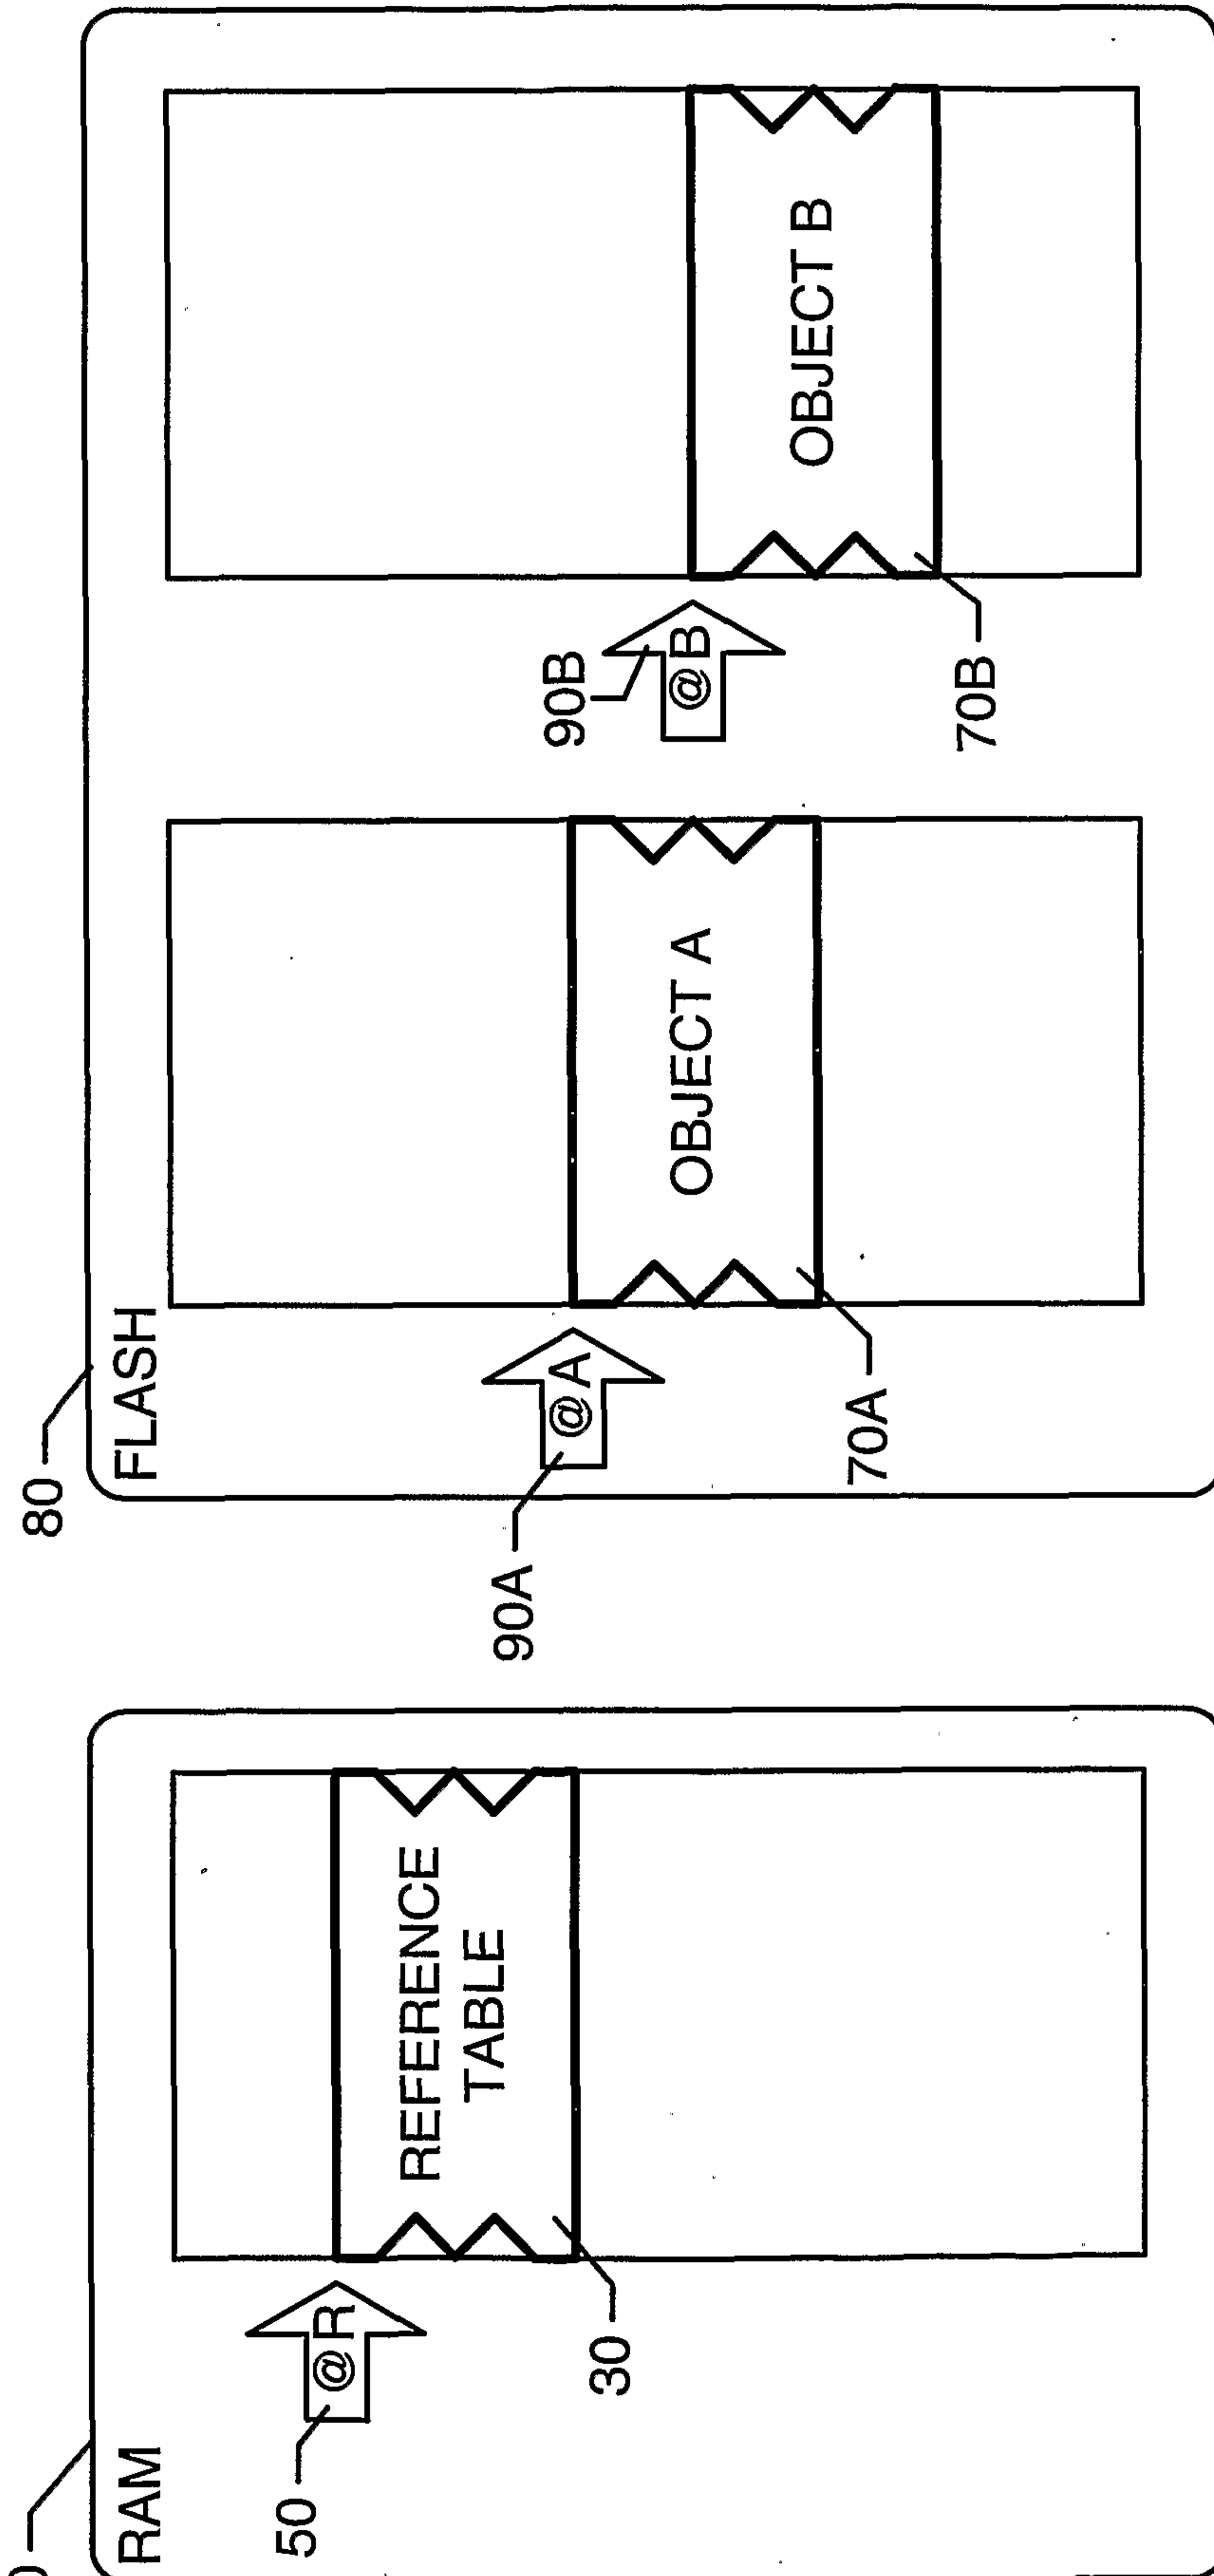 80
RAM
FLASH
50
@R
REFERENCE
TABLE
30
90A
@A
OBJECT A
70A
90B
@B
OBJECT B
70B